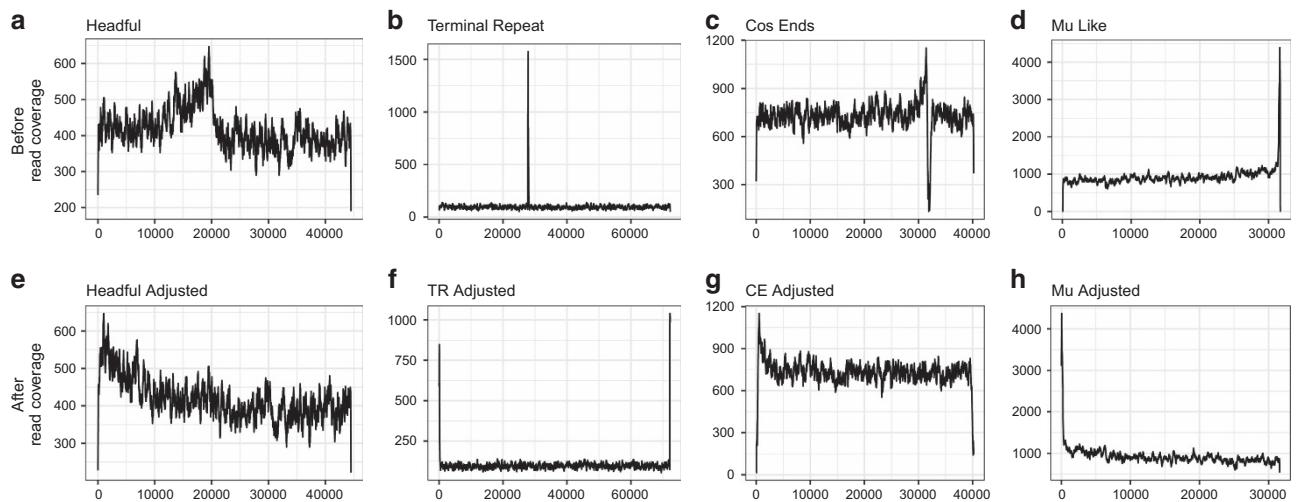 a
Headful
Before
read coverage
600
500
400
300
200
0 10000 20000 30000 40000
b
Terminal Repeat
1500
1000
500
0
0 20000 40000 60000
c
Cos Ends
1200
900
600
300
0 10000 20000 30000 40000
d
Mu Like
4000
3000
2000
1000
0
0 10000 20000 30000
e
Headful Adjusted
After
read coverage
600
500
400
300
0 10000 20000 30000 40000
f
TR Adjusted
1000
750
500
250
0 20000 40000 60000
g
CE Adjusted
1200
900
600
300
0
0 10000 20000 30000 40000
h
Mu Adjusted
4000
3000
2000
1000
0 10000 20000 30000